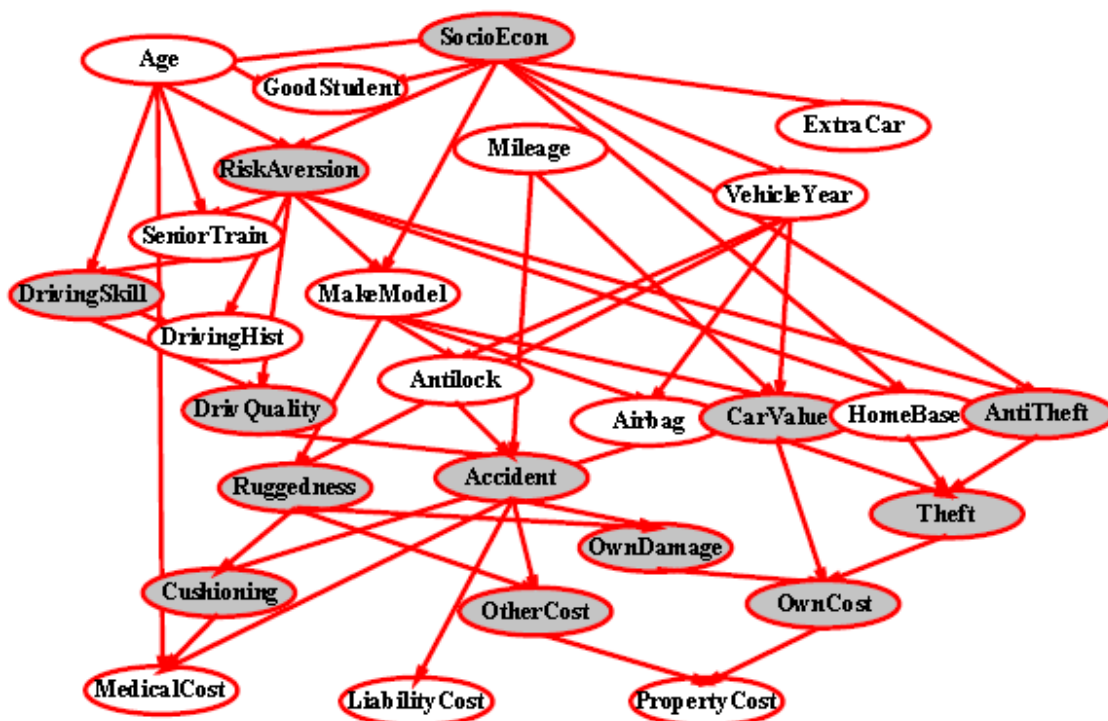 SocioEcon
Age
GoodStudent
ExtraCar
Mileage
RiskAversion
VehicleYear
SeniorTrain
DrivingSkill
MakeModel
DrivingHist
Antilock
DrivQuality
Airbag
CarValue
HomeBase
AntiTheft
Accident
Ruggedness
Theft
OwnDamage
Cushioning
OtherCost
OwnCost
MedicalCost
LiabilityCost
PropertyCost